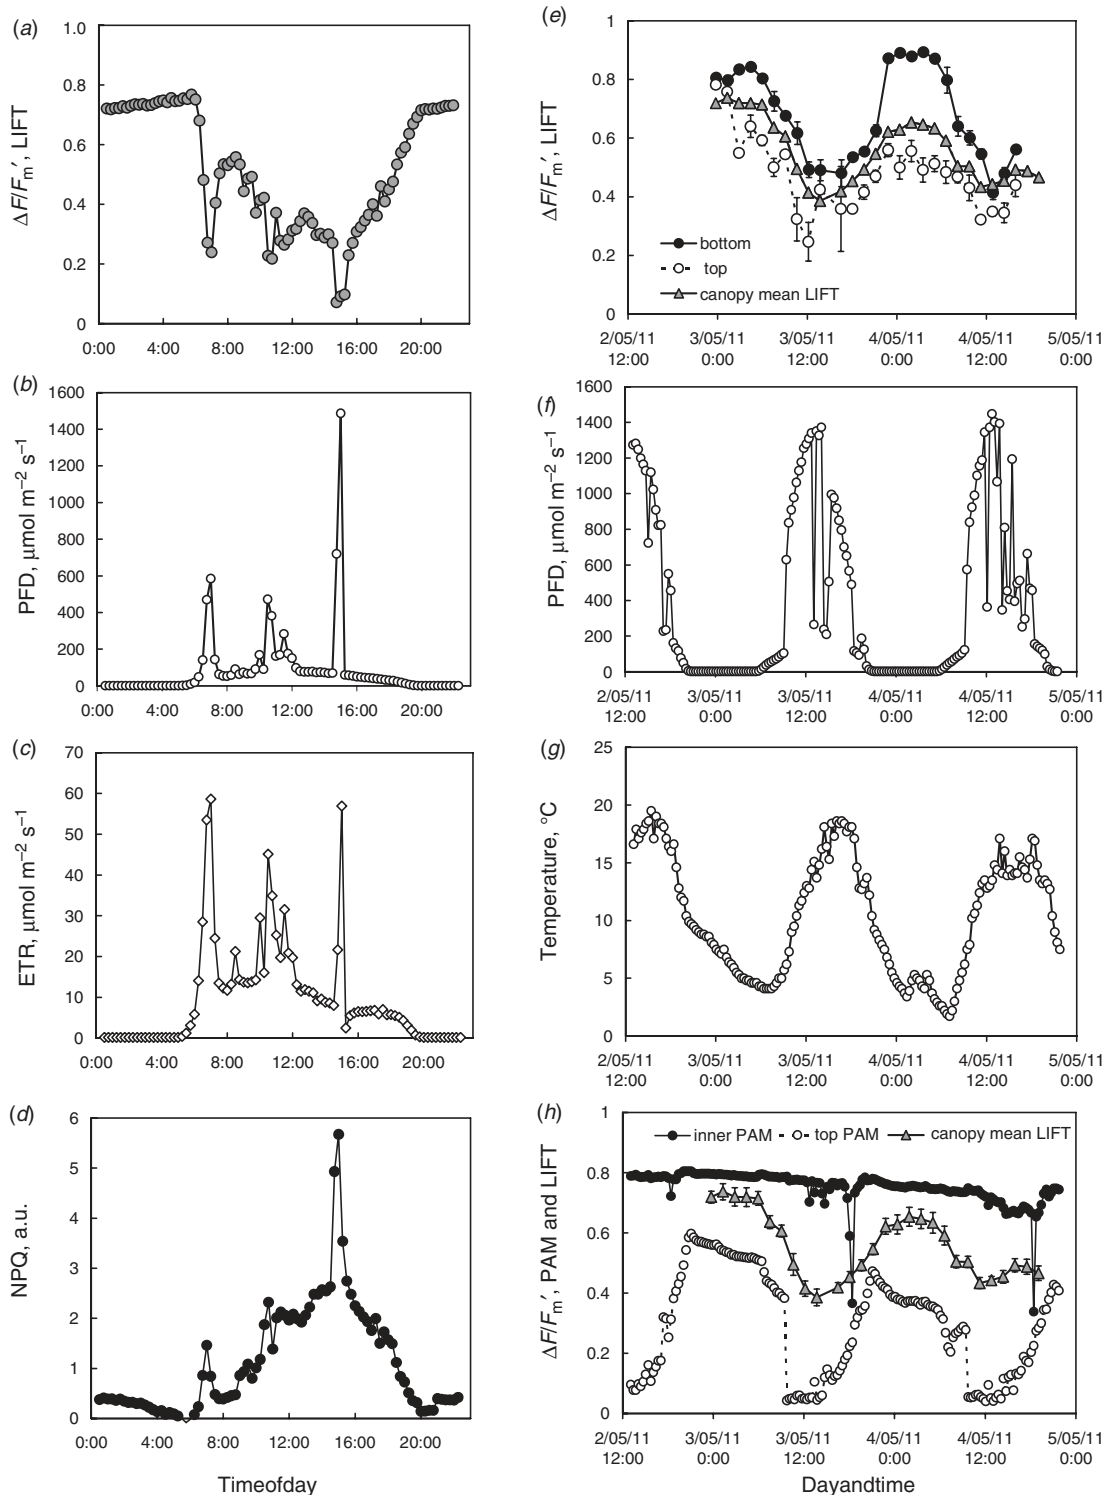 (a)
1.0
0.8
0.6
0.4
0.2
0
ΔF/Fm′, LIFT
0:00 4:00 8:00 12:00 16:00 20:00
(b)
1600
1400
1200
1000
800
600
400
200
0
PFD, μmol m−2 s−1
0:00 4:00 8:00 12:00 16:00 20:00
(c)
70
60
50
40
30
20
10
0
ETR, μmol m−2 s−1
0:00 4:00 8:00 12:00 16:00 20:00
(d)
6
5
4
3
2
1
0
NPQ, a.u.
0:00 4:00 8:00 12:00 16:00 20:00
Timeofday
(e)
1
0.8
0.6
0.4
0.2
0
ΔF/Fm′, LIFT
bottom
top
canopy mean LIFT
2/05/11 3/05/11 3/05/11 4/05/11 4/05/11 5/05/11
12:00 0:00 12:00 0:00 12:00 0:00
(f)
1600
1400
1200
1000
800
600
400
200
0
PFD, μmol m−2 s−1
2/05/11 3/05/11 3/05/11 4/05/11 4/05/11 5/05/11
12:00 0:00 12:00 0:00 12:00 0:00
(g)
25
20
15
10
5
0
Temperature, °C
2/05/11 3/05/11 3/05/11 4/05/11 4/05/11 5/05/11
12:00 0:00 12:00 0:00 12:00 0:00
(h)
1
0.8
0.6
0.4
0.2
0
ΔF/Fm′, PAM and LIFT
inner PAM top PAM canopy mean LIFT
2/05/11 3/05/11 3/05/11 4/05/11 4/05/11 5/05/11
12:00 0:00 12:00 0:00 12:00 0:00
Dayandtime